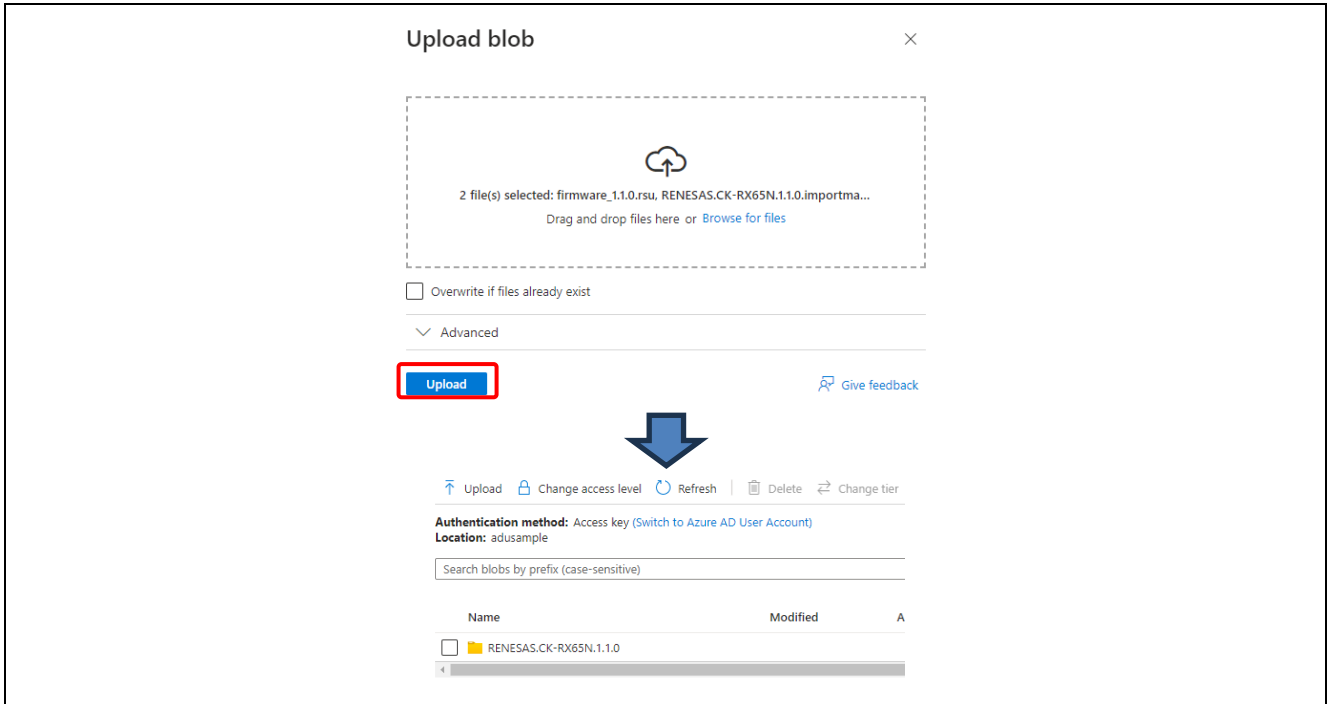 Upload blob
2 file(s) selected: firmware_1.1.0.rsu, RENESAS.CK-RX65N.1.1.0.importma...
Drag and drop files here or Browse for files
Overwrite if files already exist
Advanced
Upload
Give feedback
Upload Change access level Refresh Delete Change tier
Authentication method: Access key (Switch to Azure AD User Account)
Location: adusample
Search blobs by prefix (case-sensitive)
Name Modified A
RENESAS.CK-RX65N.1.1.0